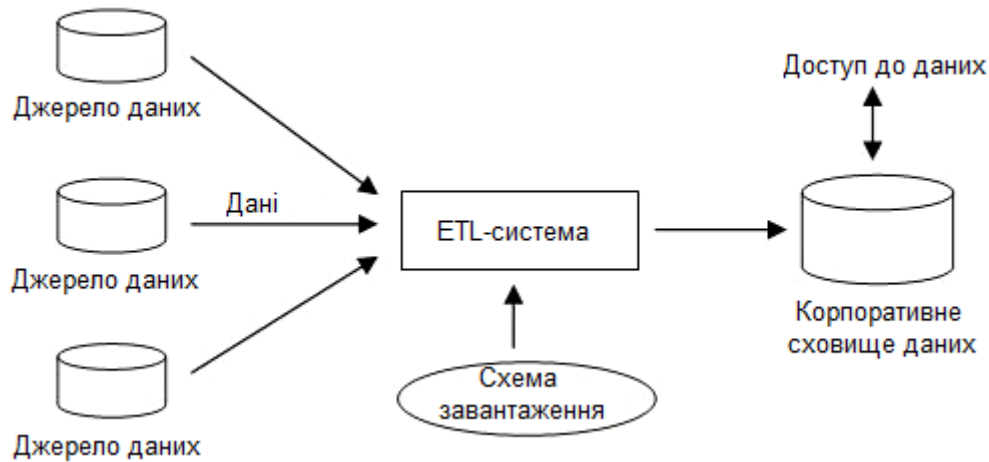 Джерело даних
Джерело даних
Джерело даних
Дані
ETL-система
Схема
завантаження
Доступ до даних
Корпоративне
сховище даних